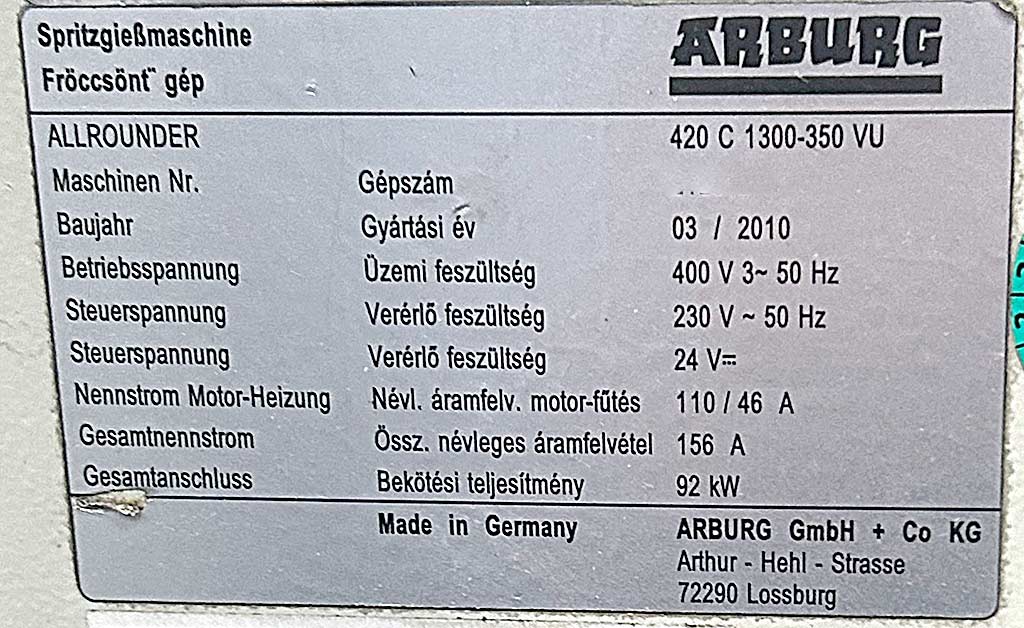 Spritzgießmaschine
Fröccsönt˝ gép
ARBURG
ALLROUNDER 420 C 1300-350 VU
Maschinen Nr. Gépszám
Baujahr Gyártási év 03 / 2010
Betriebsspannung Üzemi feszültség 400 V 3~ 50 Hz
Steuerspannung Verérlő feszültség 230 V ~ 50 Hz
Steuerspannung Verérlő feszültség 24 V⎓
Nennstrom Motor-Heizung Névl. áramfelv. motor-fűtés 110 / 46 A
Gesamtnennstrom Össz. névleges áramfelvétel 156 A
Gesamtanschluss Bekötési teljesítmény 92 kW
Made in Germany ARBURG GmbH + Co KG
Arthur - Hehl - Strasse
72290 Lossburg